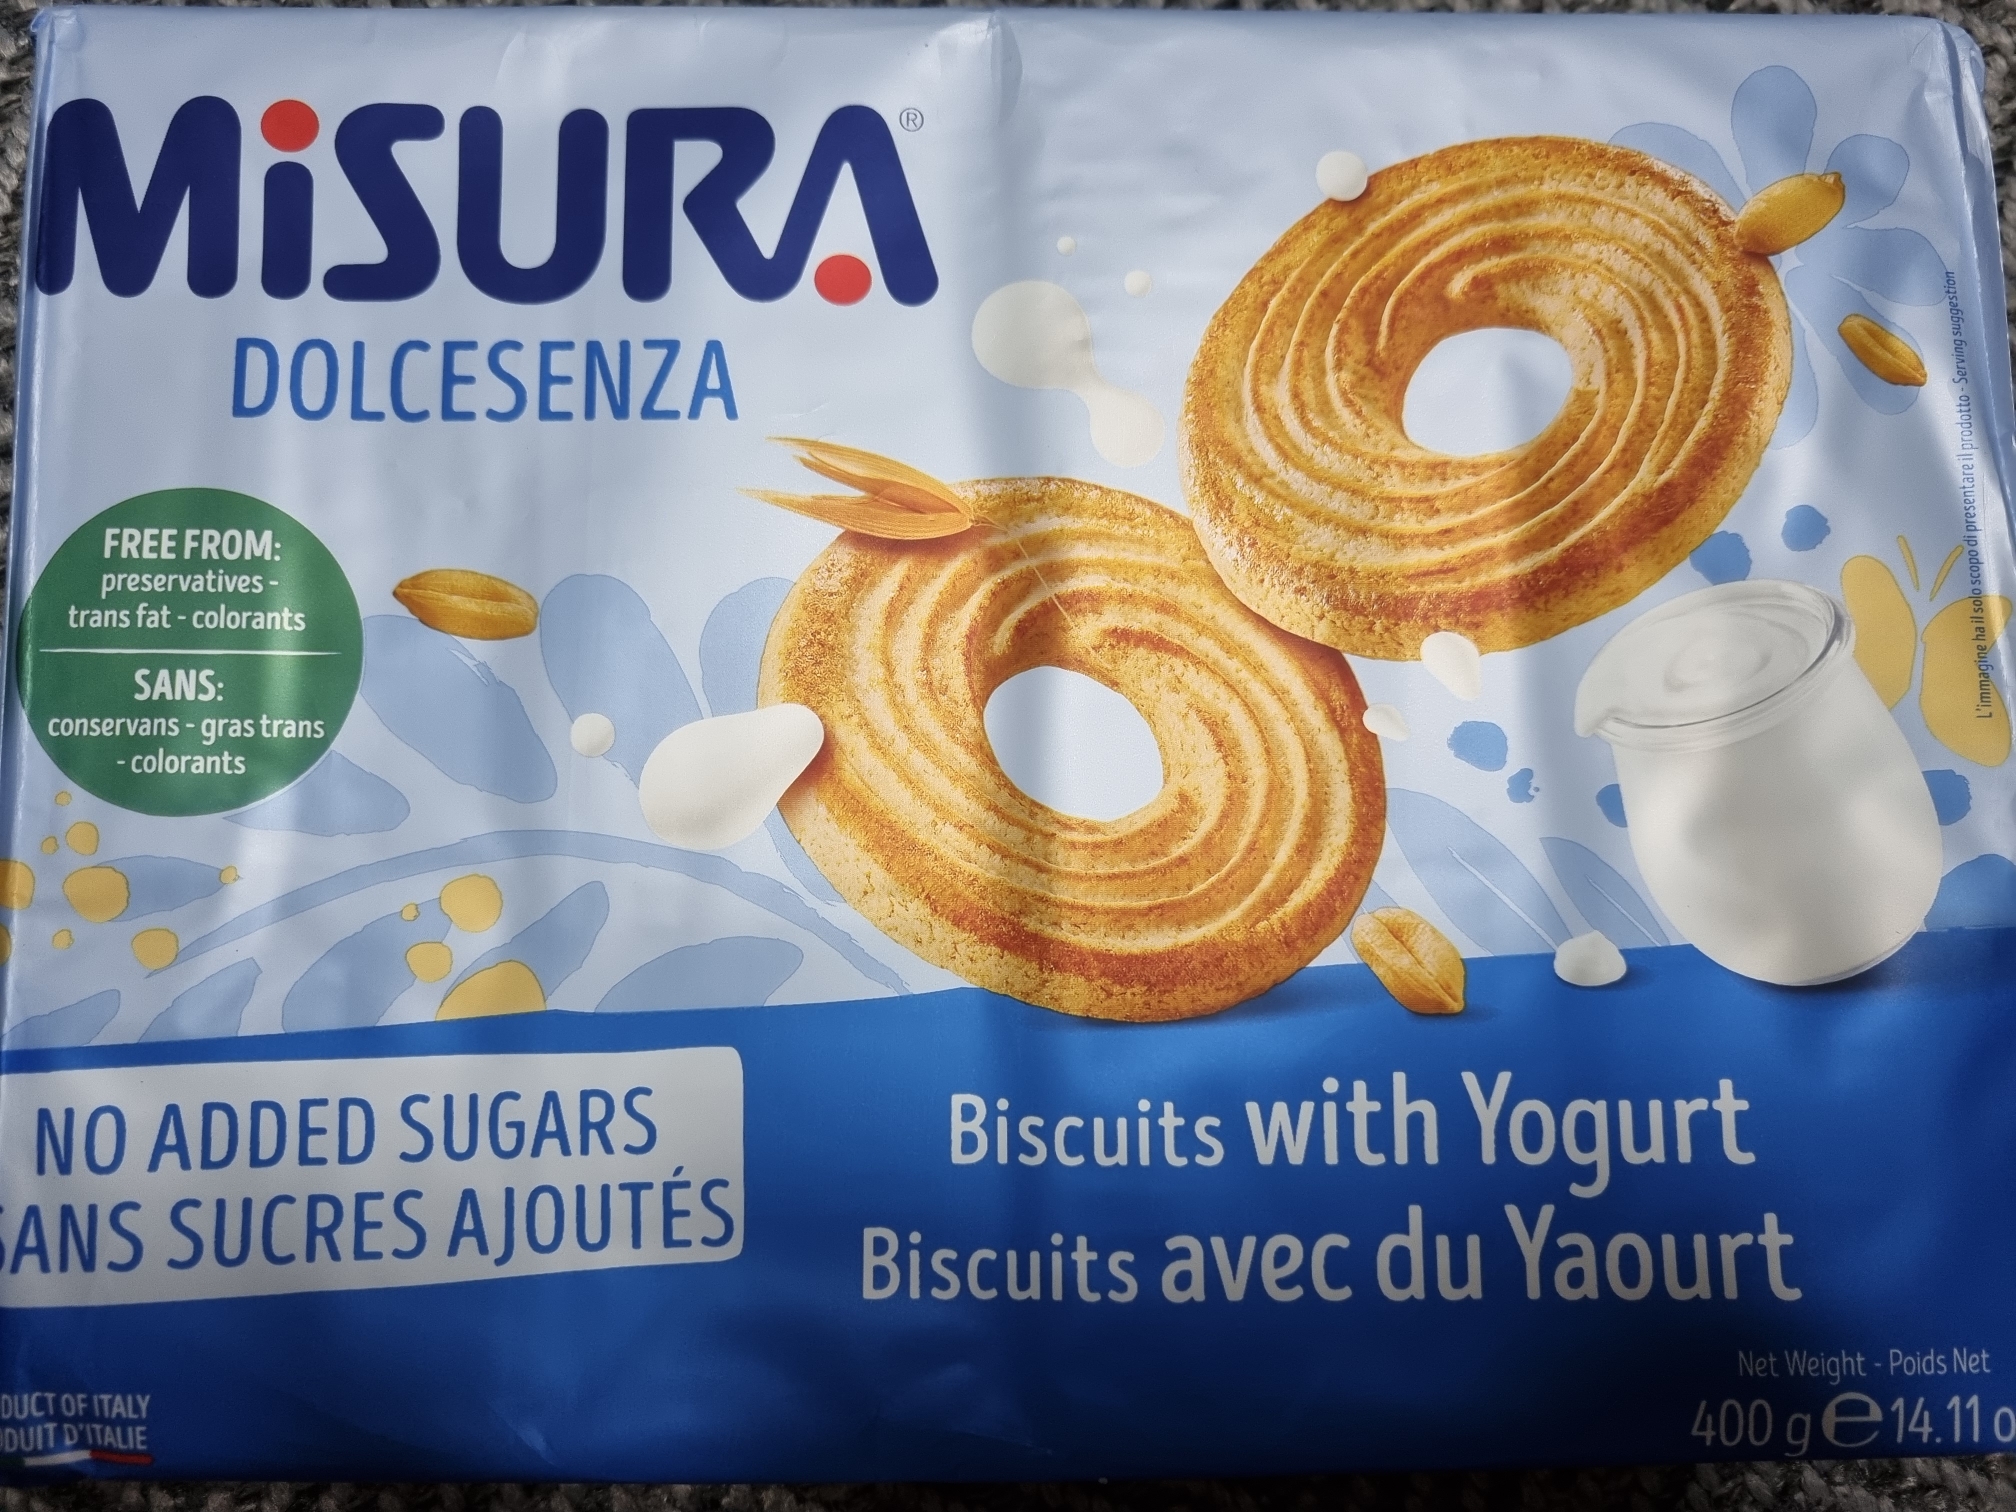 MiSURA®
DOLCESENZA
FREE FROM:
preservatives -
trans fat - colorants
SANS:
conservans - gras trans
- colorants
L'immagine ha il solo scopo di presentare il prodotto - Serving suggestion
NO ADDED SUGARS
SANS SUCRES AJOUTÉS
Biscuits with Yogurt
Biscuits avec du Yaourt
Net Weight - Poids Net
400 g e 14.11 o
DUCT OF ITALY
DUIT D'ITALIE